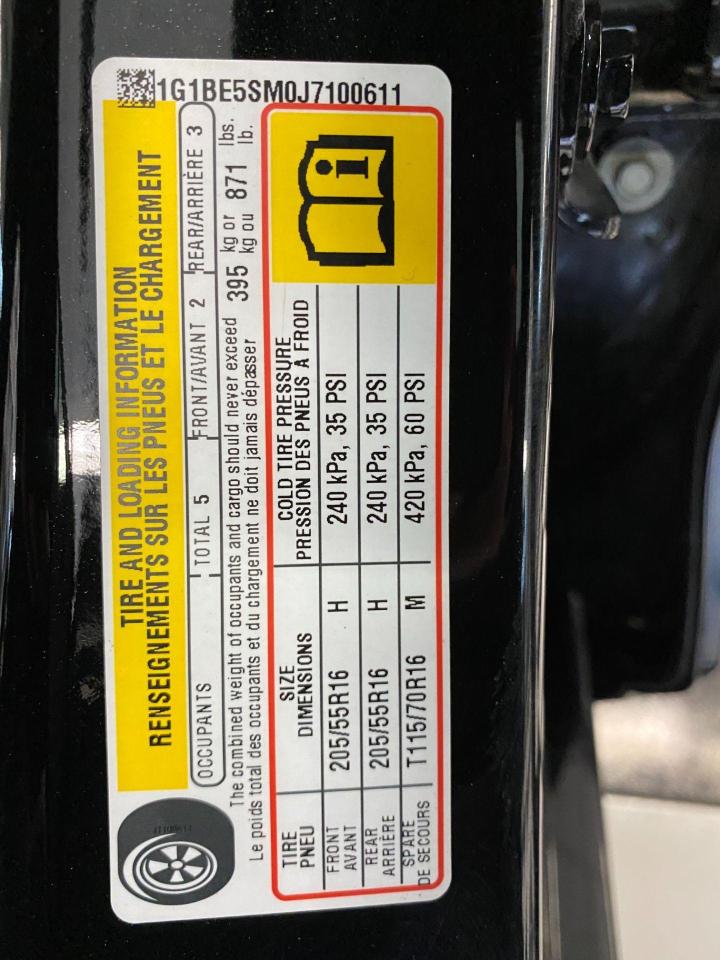 1G1BE5SM0J7100611
TIRE AND LOADING INFORMATION
RENSEIGNEMENTS SUR LES PNEUS ET LE CHARGEMENT
OCCUPANTS TOTAL 5 FRONT/AVANT 2 REAR/ARRIÈRE 3
The combined weight of occupants and cargo should never exceed 395 kg or 871 lbs.
Le poids total des occupants et du chargement ne doit jamais dépasser kg ou lb.
TIRE SIZE COLD TIRE PRESSURE
PNEU DIMENSIONS PRESSION DES PNEUS À FROID
FRONT
AVANT 205/55R16 H 240 kPa, 35 PSI
REAR
ARRIÈRE 205/55R16 H 240 kPa, 35 PSI
SPARE
DE SECOURS T115/70R16 M 420 kPa, 60 PSI